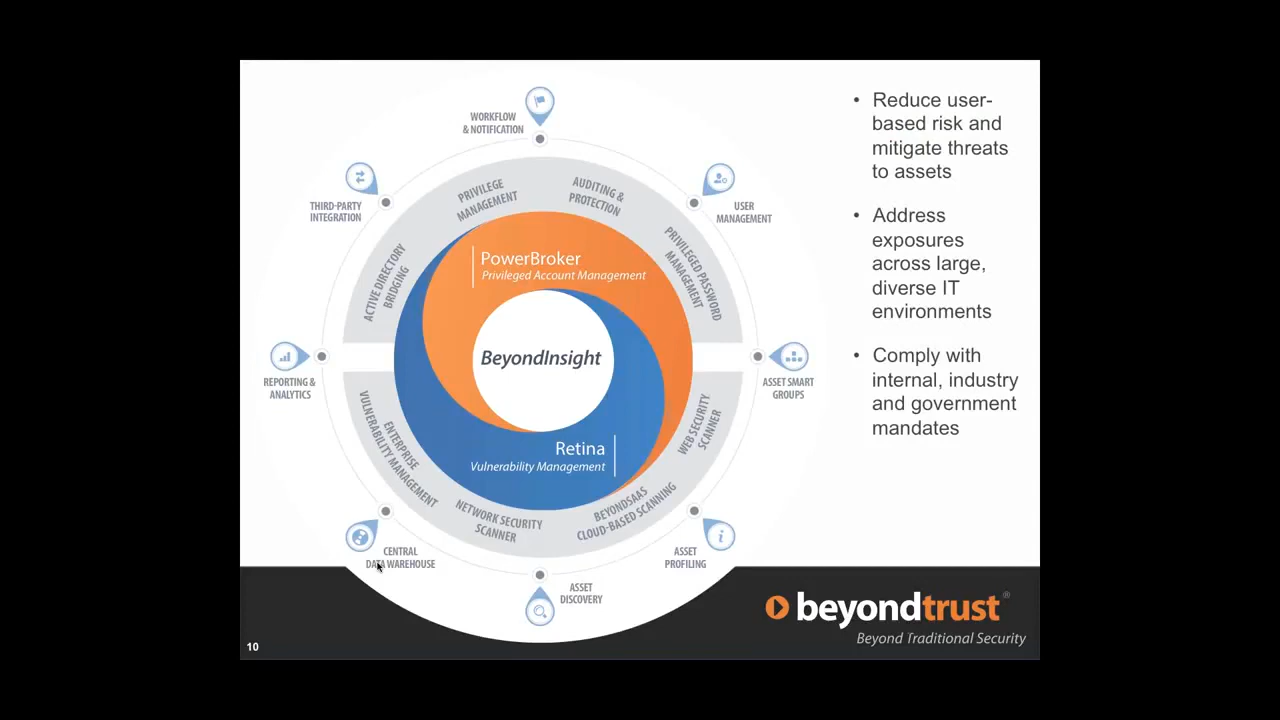 WORKFLOW
& NOTIFICATION
THIRD-PARTY
INTEGRATION
USER
MANAGEMENT
PRIVILEGE
MANAGEMENT
AUDITING &
PROTECTION
ACTIVE DIRECTORY
BRIDGING
PRIVILEGED PASSWORD
MANAGEMENT
PowerBroker
Privileged Account Management
BeyondInsight
REPORTING &
ANALYTICS
ASSET SMART
GROUPS
Retina
Vulnerability Management
ENTERPRISE
VULNERABILITY MANAGEMENT
WEB SECURITY
SCANNER
NETWORK SECURITY
SCANNER
BEYONDSAAS
CLOUD-BASED SCANNING
CENTRAL
DATA WAREHOUSE
ASSET
PROFILING
ASSET
DISCOVERY
• Reduce user-
based risk and
mitigate threats
to assets
• Address
exposures
across large,
diverse IT
environments
• Comply with
internal, industry
and government
mandates
beyondtrust®
Beyond Traditional Security
10